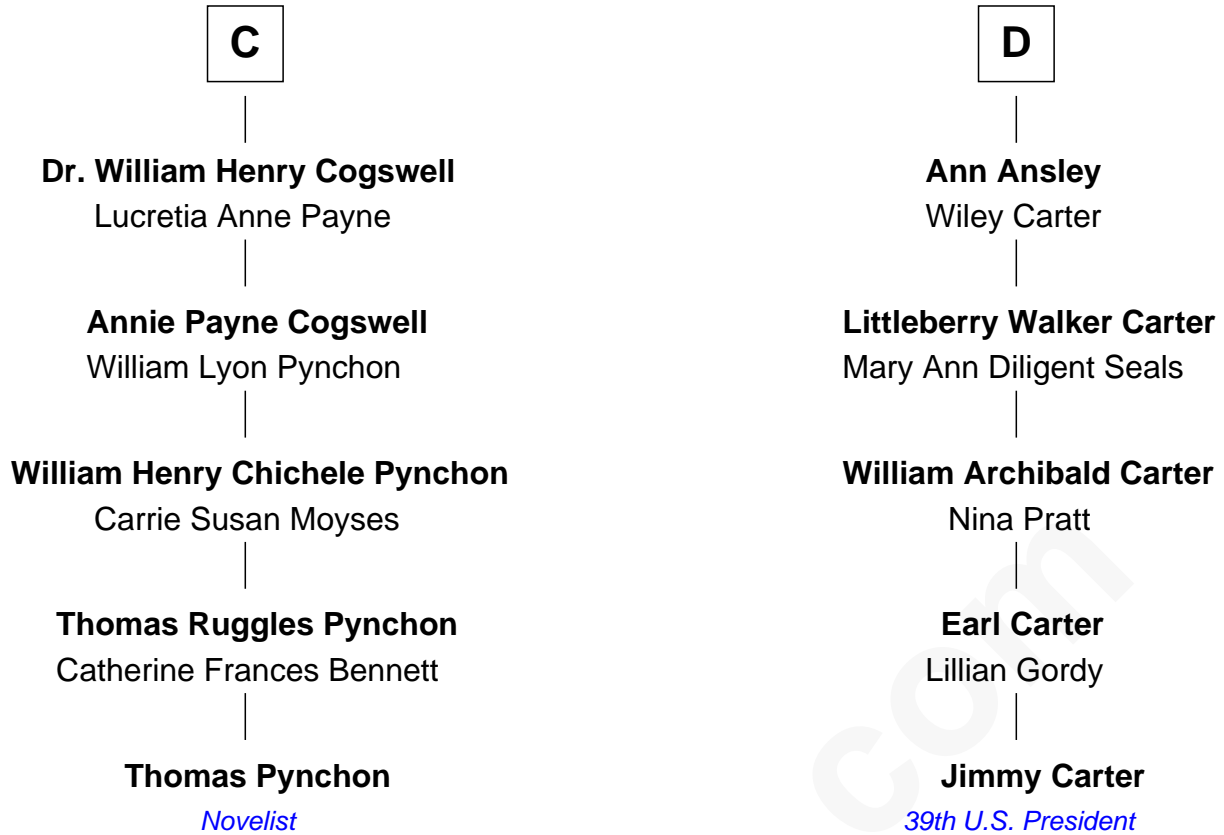 C
Dr. William Henry Cogswell
Lucretia Anne Payne
Annie Payne Cogswell
William Lyon Pynchon
William Henry Chichele Pynchon
Carrie Susan Moyses
Thomas Ruggles Pynchon
Catherine Frances Bennett
Thomas Pynchon
Novelist
D
Ann Ansley
Wiley Carter
Littleberry Walker Carter
Mary Ann Diligent Seals
William Archibald Carter
Nina Pratt
Earl Carter
Lillian Gordy
Jimmy Carter
39th U.S. President
com